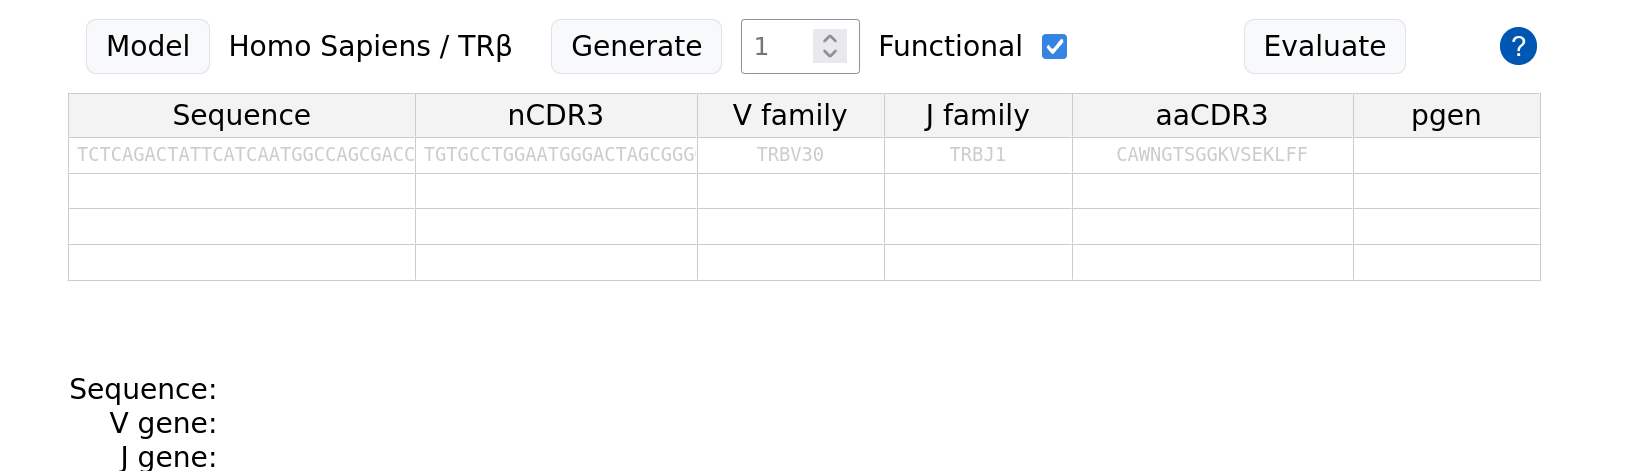 Model Homo Sapiens / TRβ Generate 1 Functional Evaluate ?
Sequence nCDR3 V family J family aaCDR3 pgen
TCTCAGACTATTCATCAATGGCCAGCGACC TGTGCCTGGAATGGGACTAGCGGG TRBV30 TRBJ1 CAWNGTSGGKVSEKLFF
Sequence:
V gene:
J gene: